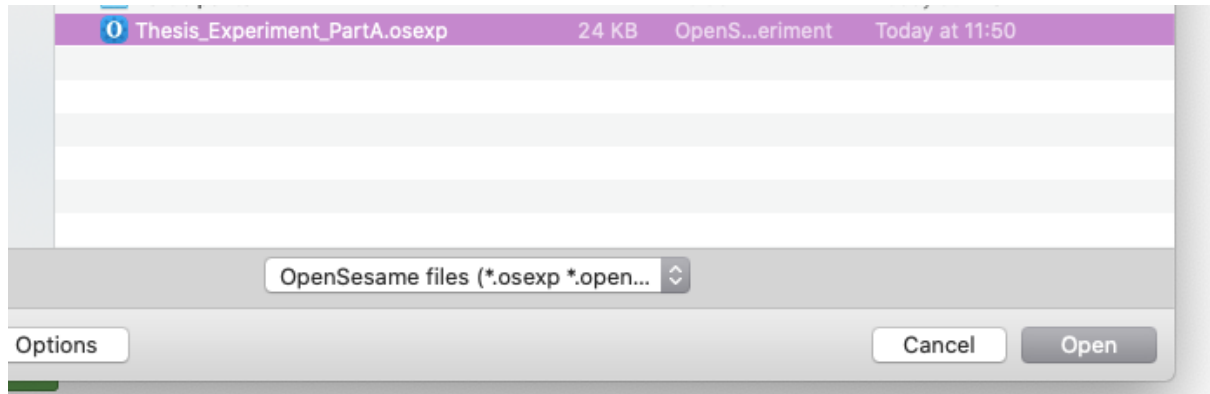 Thesis_Experiment_PartA.osexp 24 KB OpenS...eriment Today at 11:50
OpenSesame files (*.osexp *.open...
Options Cancel Open